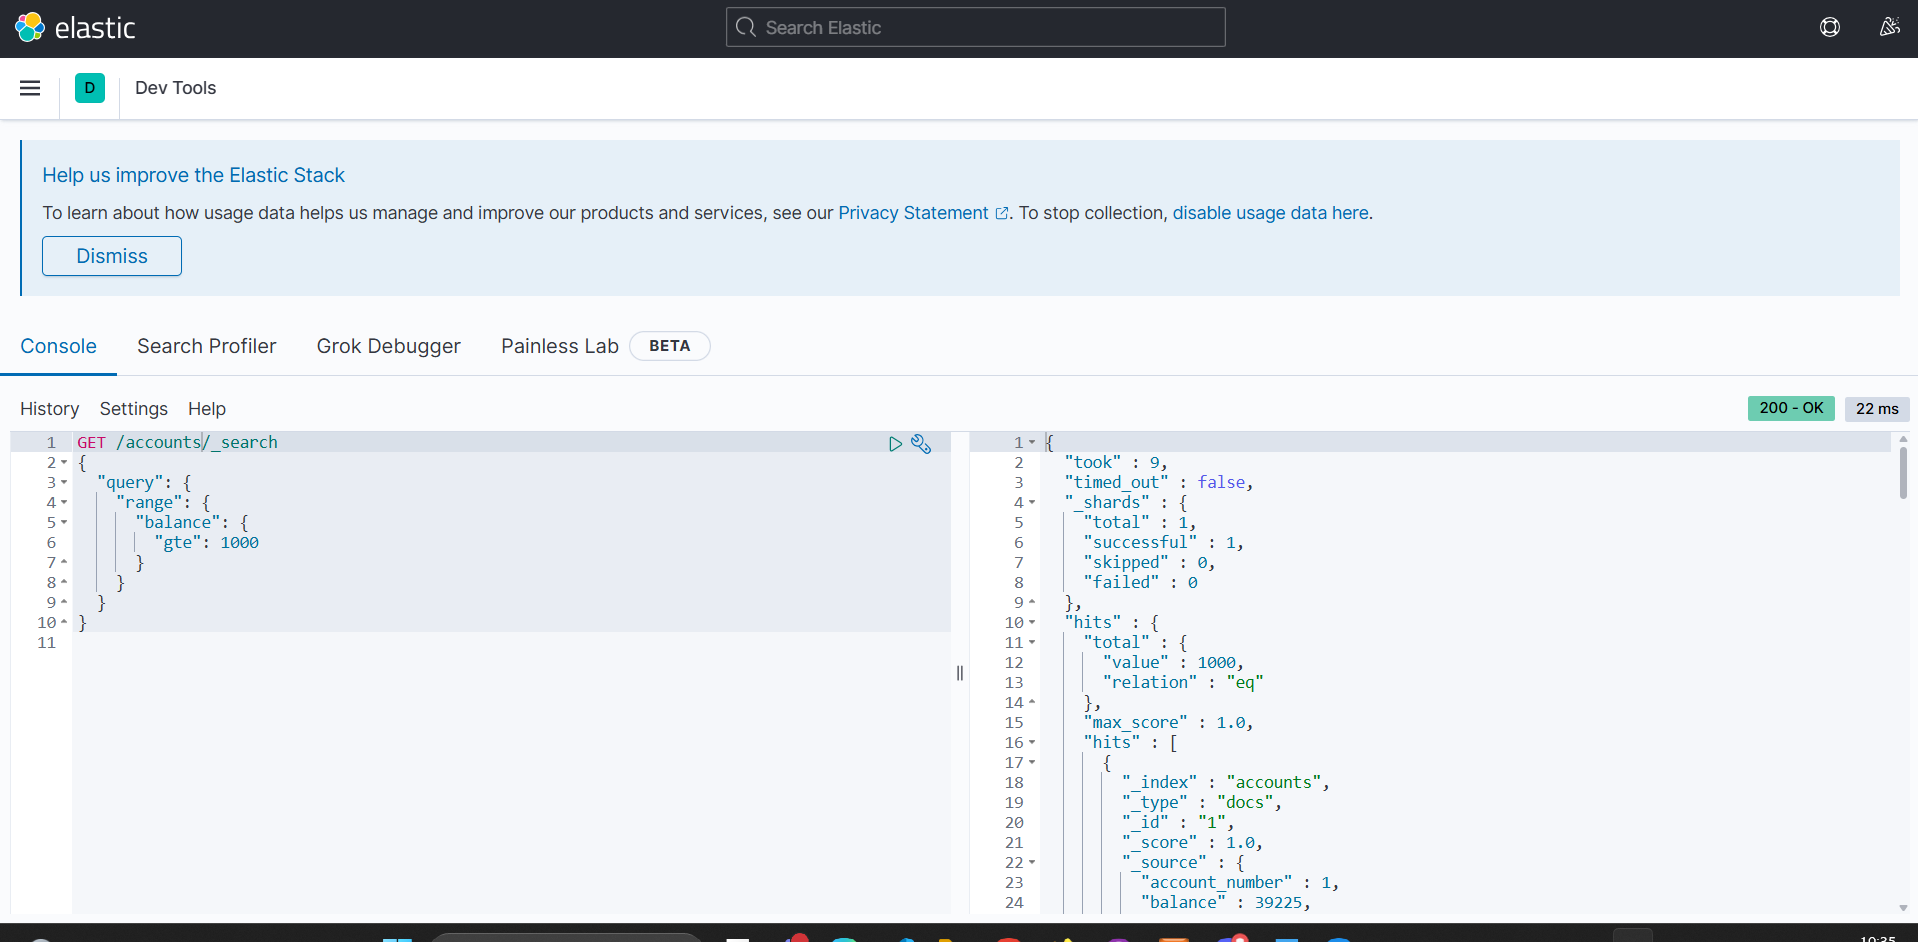 elastic
Search Elastic
D
Dev Tools
Help us improve the Elastic Stack
To learn about how usage data helps us manage and improve our products and services, see our Privacy Statement. To stop collection, disable usage data here.
Dismiss
Console Search Profiler Grok Debugger Painless Lab BETA
History Settings Help
200 - OK 22 ms
1 GET /accounts/_search
2 {
3   "query": {
4     "range": {
5       "balance": {
6         "gte": 1000
7       }
8     }
9   }
10 }
11
1 {
2   "took" : 9,
3   "timed_out" : false,
4   "_shards" : {
5     "total" : 1,
6     "successful" : 1,
7     "skipped" : 0,
8     "failed" : 0
9   },
10   "hits" : {
11     "total" : {
12       "value" : 1000,
13       "relation" : "eq"
14     },
15     "max_score" : 1.0,
16     "hits" : [
17       {
18         "_index" : "accounts",
19         "_type" : "docs",
20         "_id" : "1",
21         "_score" : 1.0,
22         "_source" : {
23           "account_number" : 1,
24           "balance" : 39225,